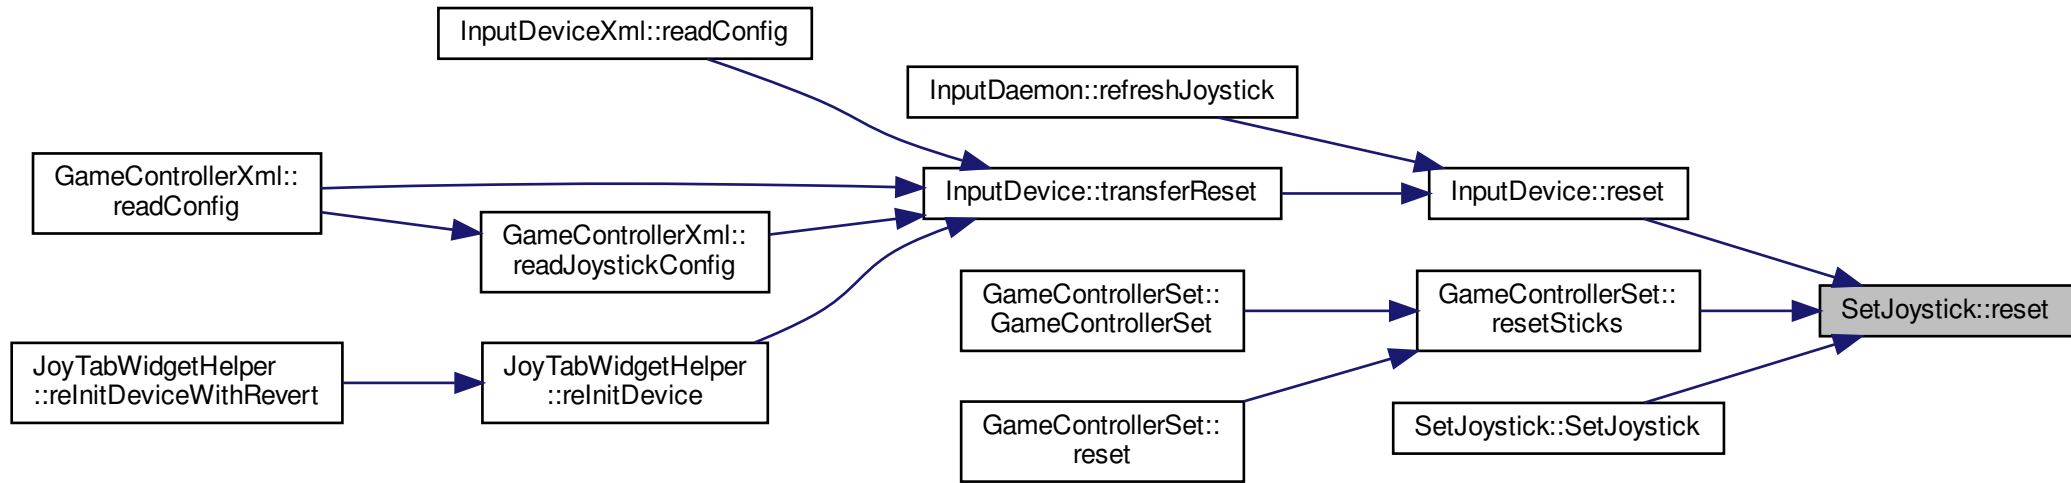 InputDeviceXml::readConfig
InputDaemon::refreshJoystick
GameControllerXml::
readConfig
InputDevice::transferReset
InputDevice::reset
GameControllerXml::
readJoystickConfig
GameControllerSet::
GameControllerSet
GameControllerSet::
resetSticks
SetJoystick::reset
JoyTabWidgetHelper
::reInitDeviceWithRevert
JoyTabWidgetHelper
::reInitDevice
GameControllerSet::
reset
SetJoystick::SetJoystick